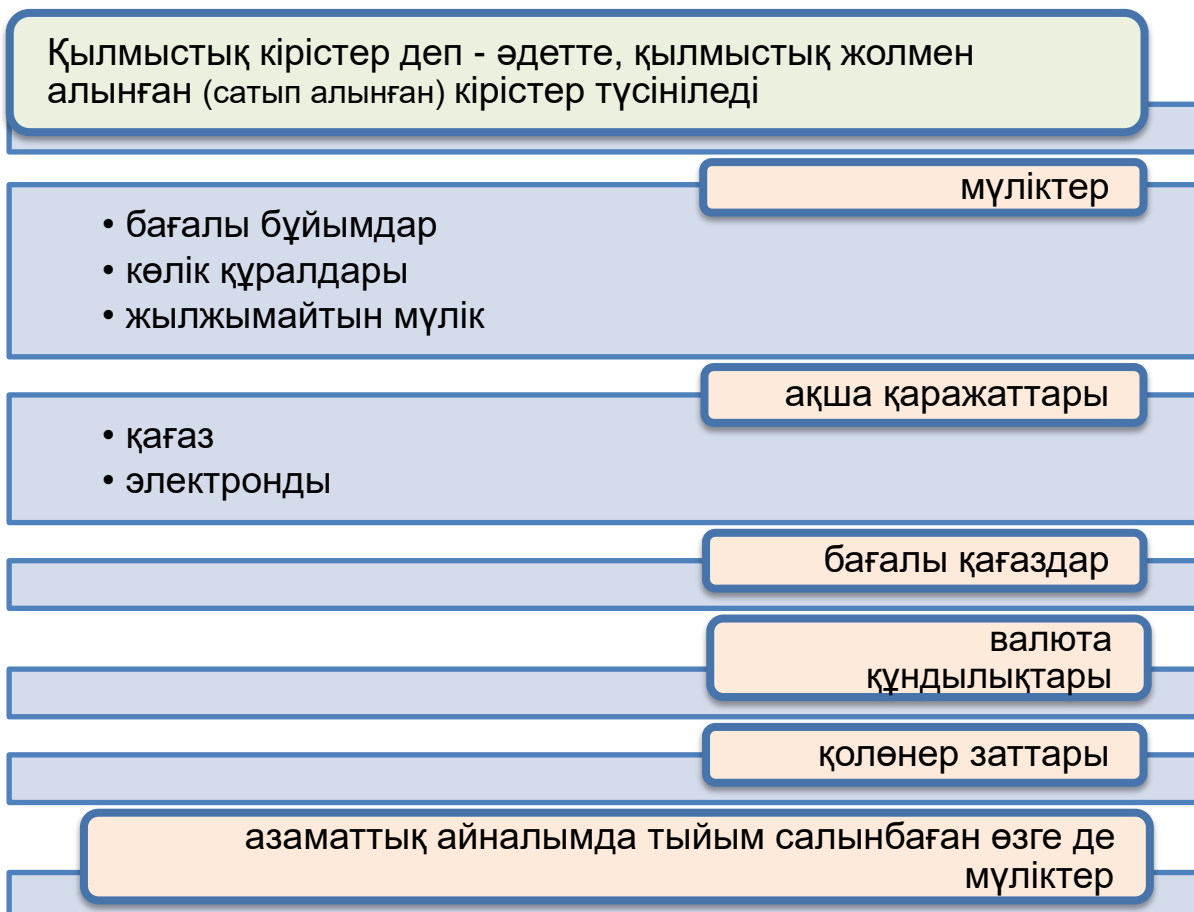 Қылмыстық кірістер деп - әдетте, қылмыстық жолмен
алынған (сатып алынған) кірістер түсініледі
мүліктер
• бағалы бұйымдар
• көлік құралдары
• жылжымайтын мүлік
ақша қаражаттары
• қағаз
• электронды
бағалы қағаздар
валюта
құндылықтары
қолөнер заттары
азаматтық айналымда тыйым салынбаған өзге де
мүліктер